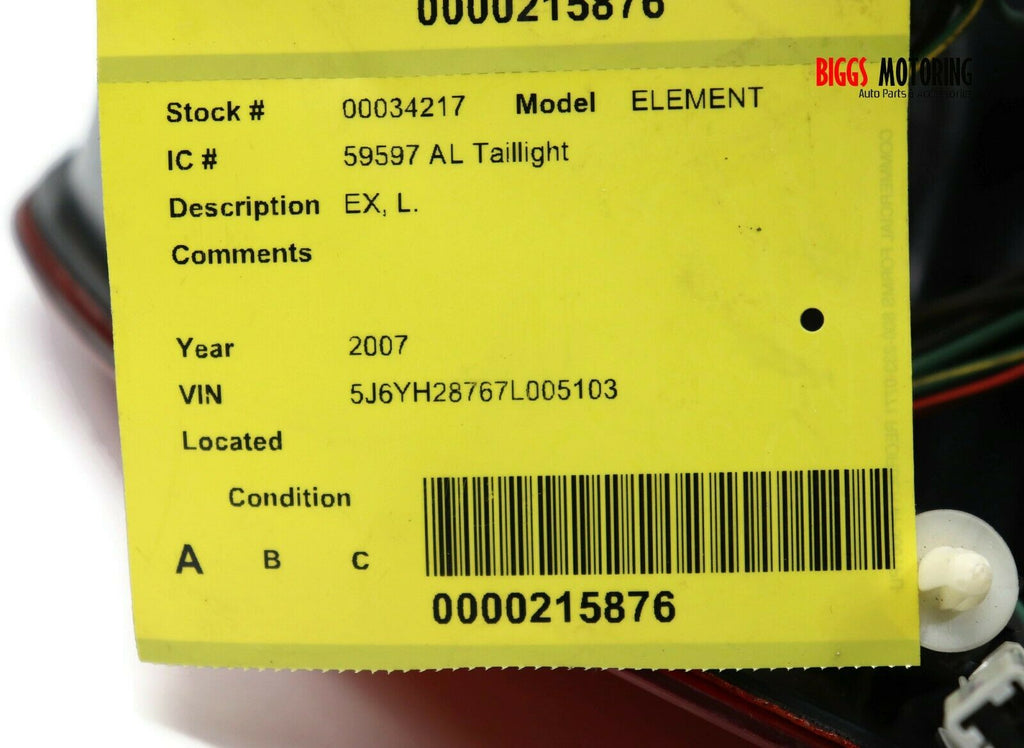 0000215876
BIGGS MOTORING
Auto Parts & Accessories
Stock # 00034217 Model ELEMENT
IC # 59597 AL Taillight
Description EX, L.
Comments
Year 2007
VIN 5J6YH28767L005103
Located
Condition
A B C
0000215876